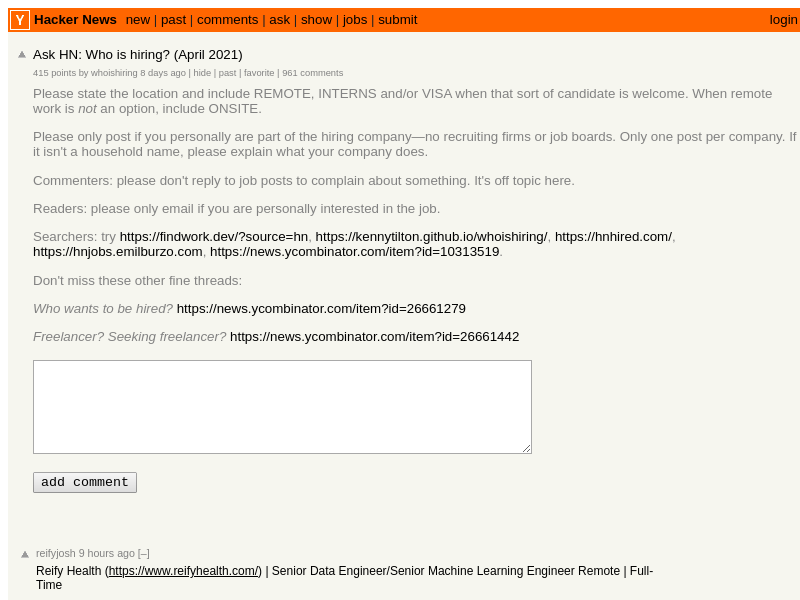 Y Hacker News new | past | comments | ask | show | jobs | submit login
Ask HN: Who is hiring? (April 2021)
415 points by whoishiring 8 days ago | hide | past | favorite | 961 comments
Please state the location and include REMOTE, INTERNS and/or VISA when that sort of candidate is welcome. When remote
work is not an option, include ONSITE.
Please only post if you personally are part of the hiring company—no recruiting firms or job boards. Only one post per company. If
it isn't a household name, please explain what your company does.
Commenters: please don't reply to job posts to complain about something. It's off topic here.
Readers: please only email if you are personally interested in the job.
Searchers: try https://findwork.dev/?source=hn, https://kennytilton.github.io/whoishiring/, https://hnhired.com/,
https://hnjobs.emilburzo.com, https://news.ycombinator.com/item?id=10313519.
Don't miss these other fine threads:
Who wants to be hired? https://news.ycombinator.com/item?id=26661279
Freelancer? Seeking freelancer? https://news.ycombinator.com/item?id=26661442
add comment
reifyjosh 9 hours ago [–]
Reify Health (https://www.reifyhealth.com/) | Senior Data Engineer/Senior Machine Learning Engineer Remote | Full-
Time